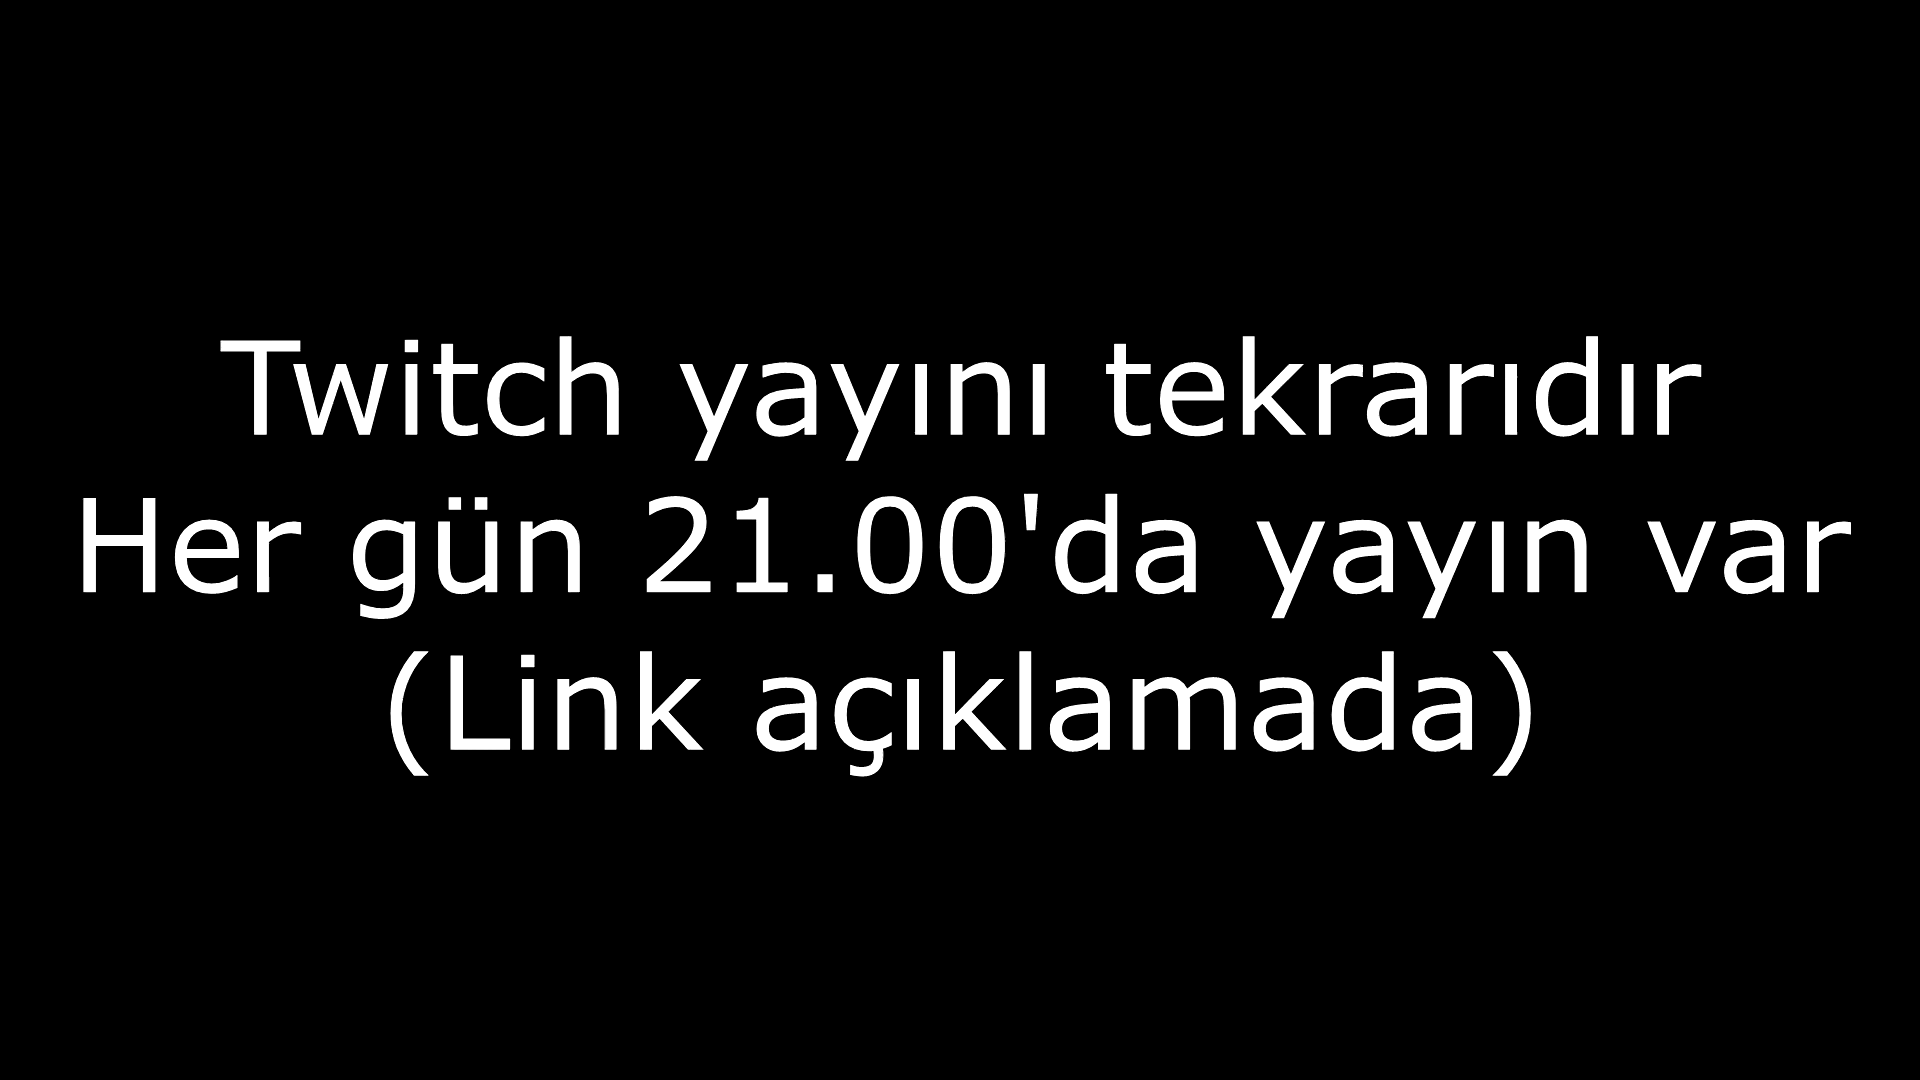 Twitch yayını tekrarıdır
Her gün 21.00'da yayın var
(Link açıklamada)